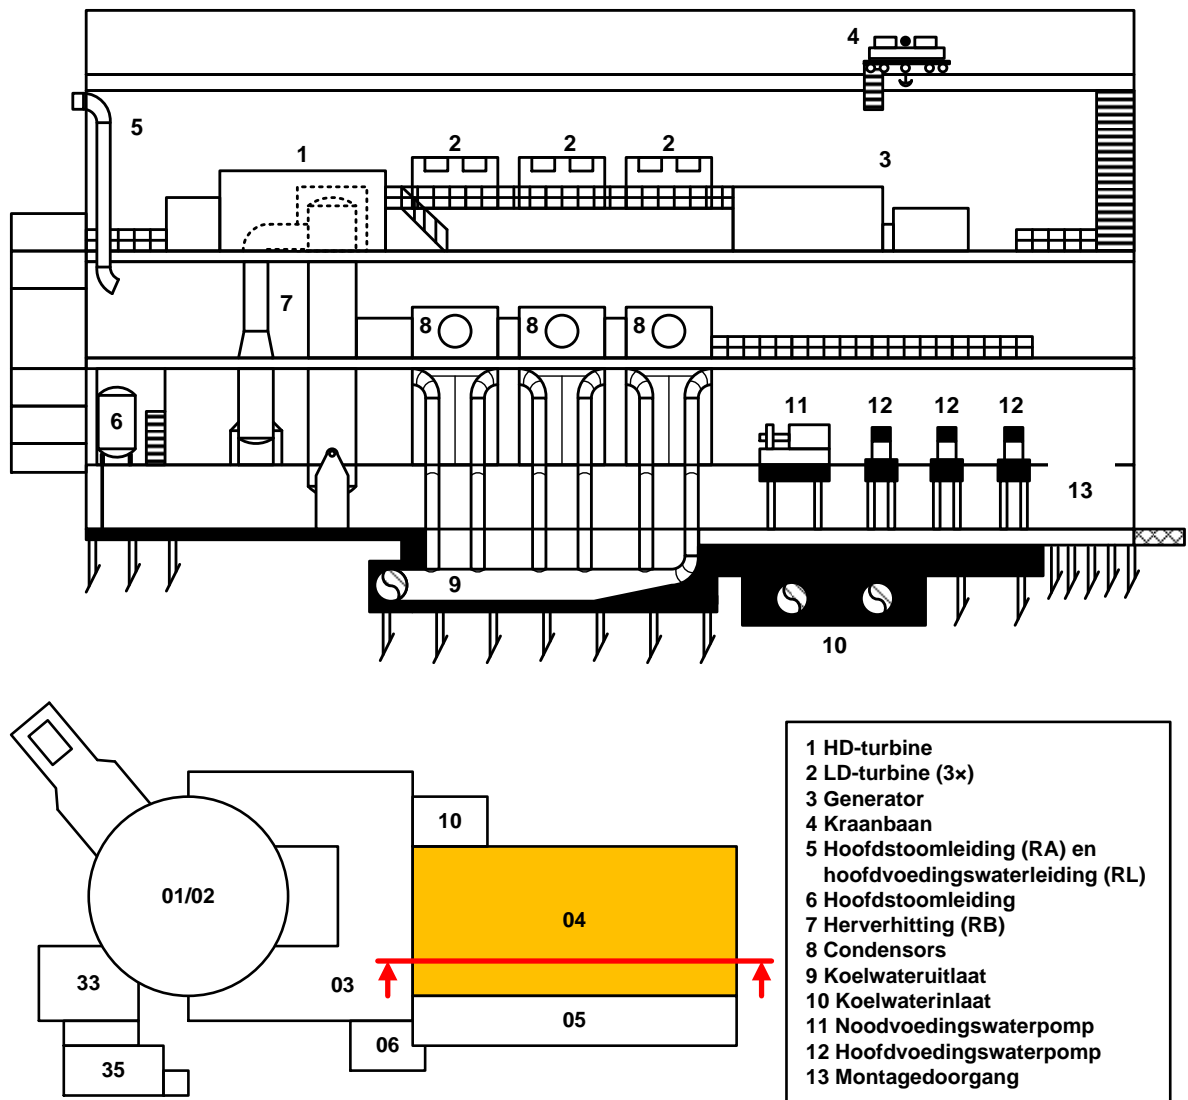 4
5
1
2
2
2
3
7
8
8
8
6
11
12
12
12
13
9
10
10
01/02
04
33
03
05
06
35
1 HD-turbine
2 LD-turbine (3×)
3 Generator
4 Kraanbaan
5 Hoofdstoomleiding (RA) en
hoofdvoedingswaterleiding (RL)
6 Hoofdstoomleiding
7 Herverhitting (RB)
8 Condensors
9 Koelwateruitlaat
10 Koelwaterinlaat
11 Noodvoedingswaterpomp
12 Hoofdvoedingswaterpomp
13 Montagedoorgang